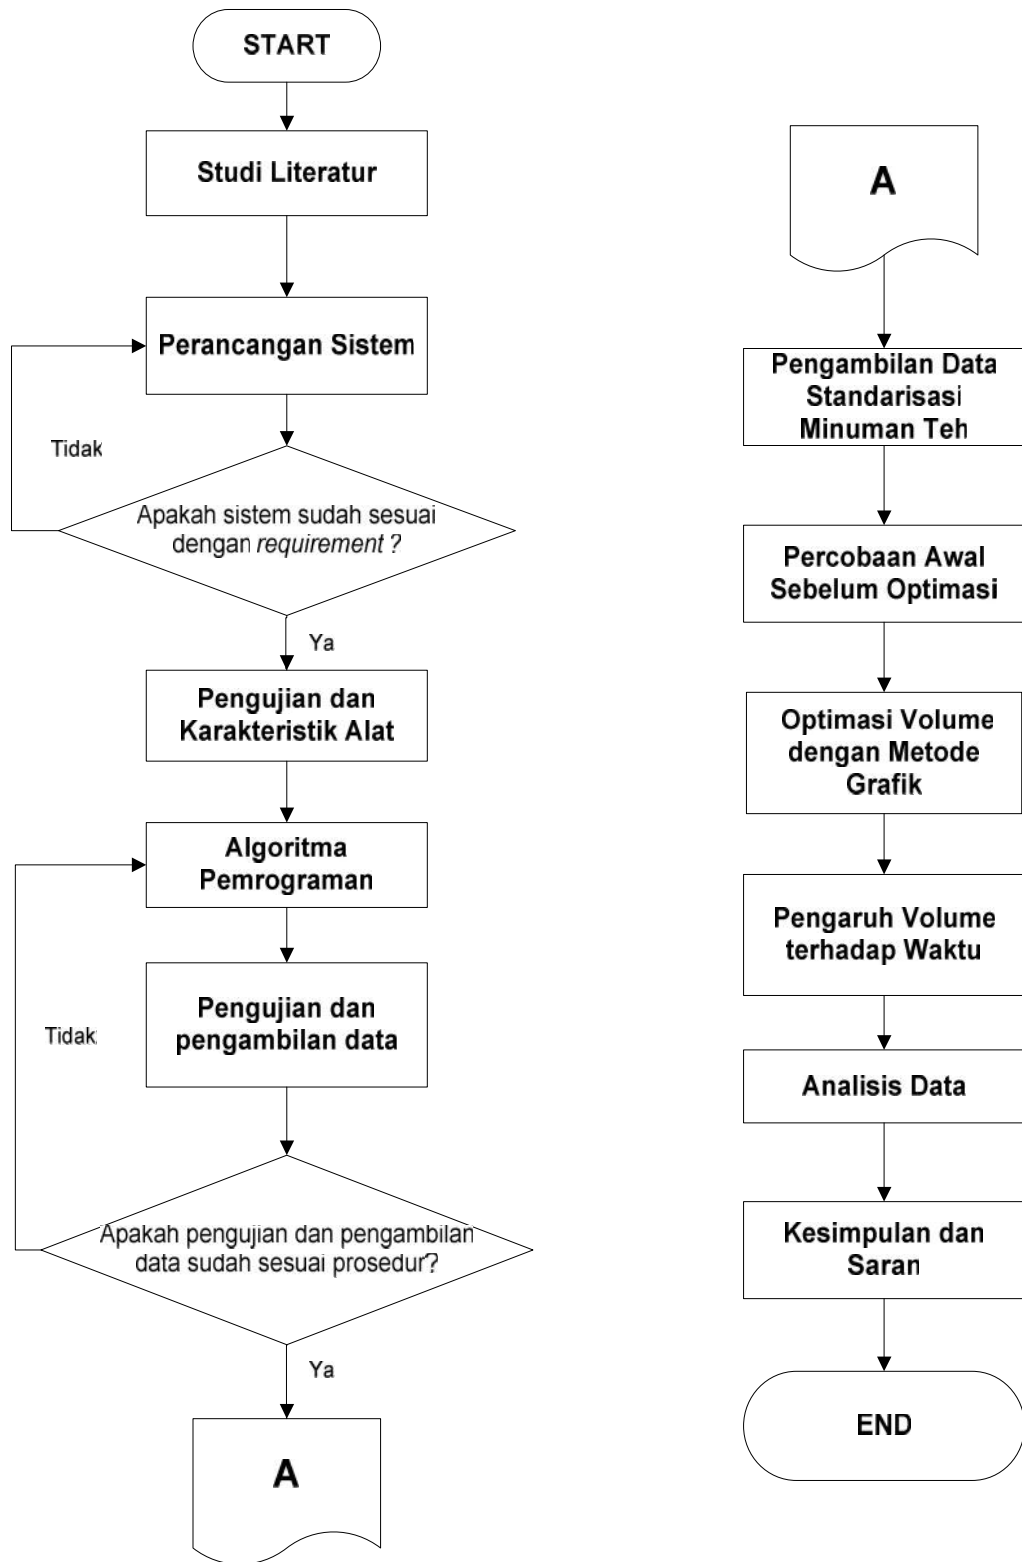 START
Studi Literatur
Perancangan Sistem
Tidak
Apakah sistem sudah sesuai
dengan requirement ?
Ya
Pengujian dan
Karakteristik Alat
Algoritma
Pemrograman
Pengujian dan
pengambilan data
Tidak
Apakah pengujian dan pengambilan
data sudah sesuai prosedur?
Ya
A
A
Pengambilan Data
Standarisasi
Minuman Teh
Percobaan Awal
Sebelum Optimasi
Optimasi Volume
dengan Metode
Grafik
Pengaruh Volume
terhadap Waktu
Analisis Data
Kesimpulan dan
Saran
END